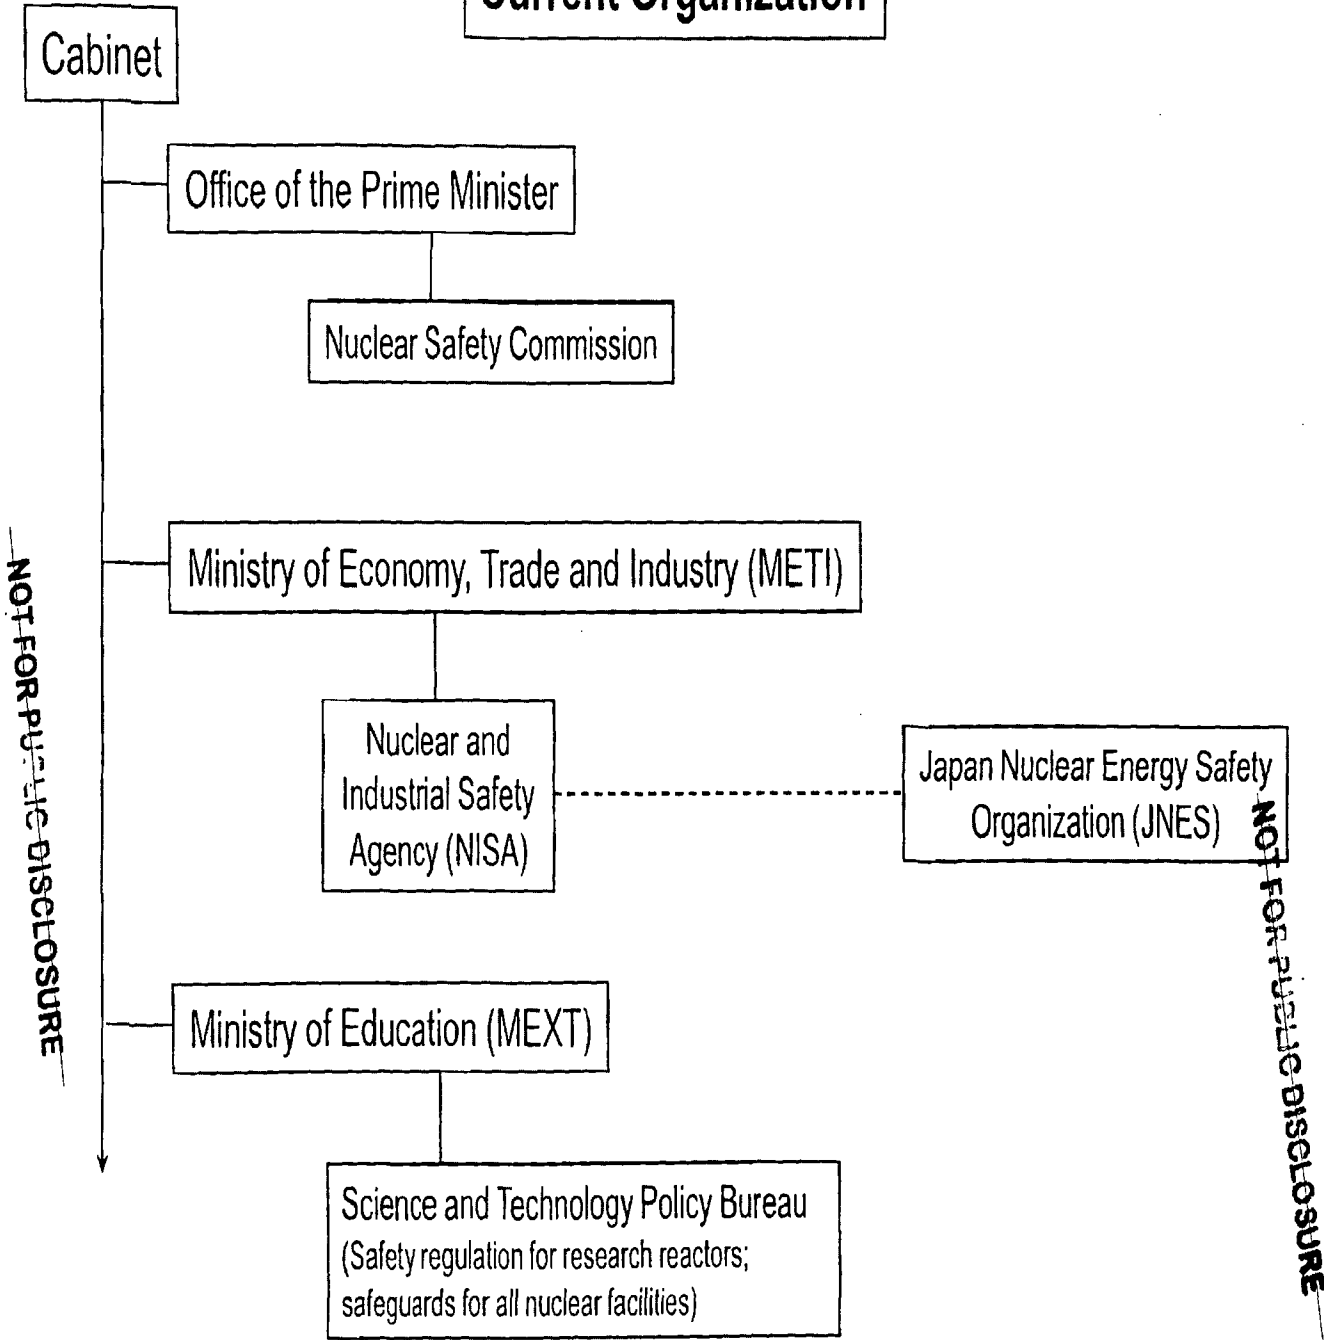 Current Organization
Cabinet
Office of the Prime Minister
Nuclear Safety Commission
Ministry of Economy, Trade and Industry (METI)
Nuclear and
Industrial Safety
Agency (NISA)
Japan Nuclear Energy Safety
Organization (JNES)
Ministry of Education (MEXT)
Science and Technology Policy Bureau
(Safety regulation for research reactors;
safeguards for all nuclear facilities)
NOT FOR PUBLIC DISCLOSURE
NOT FOR PUBLIC DISCLOSURE